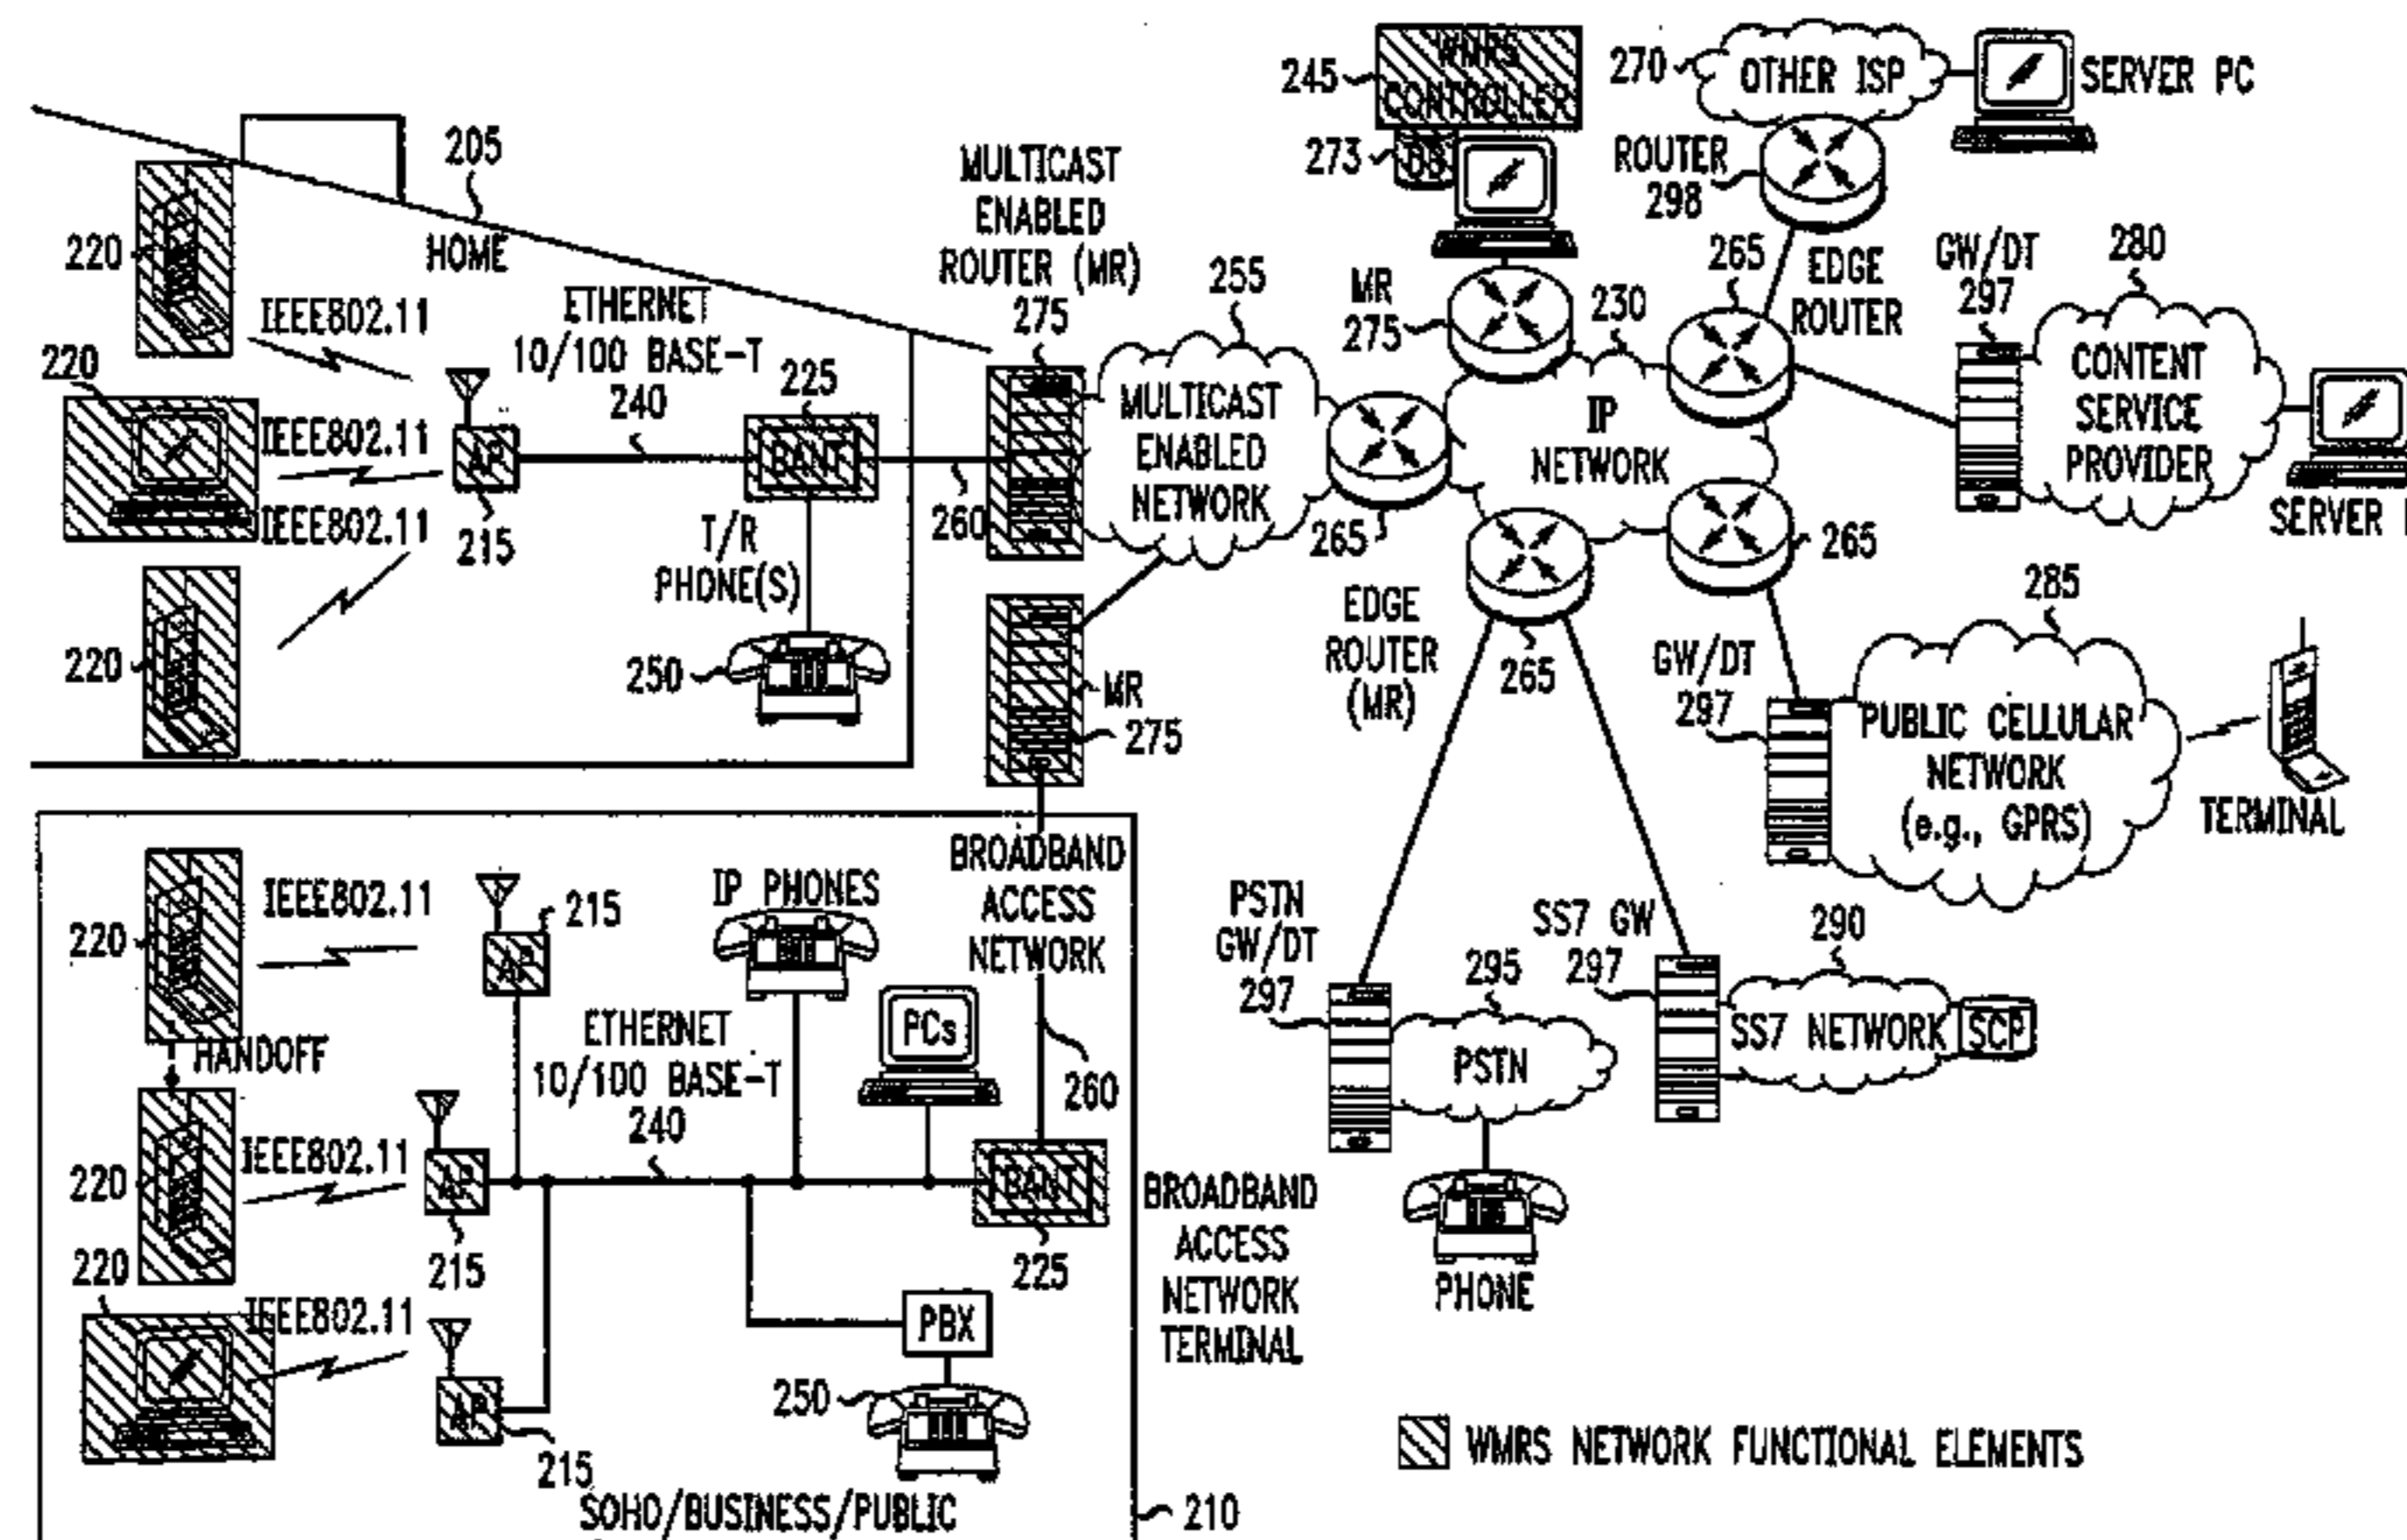 205
HOME
220
IEEE802.11
ETHERNET
10/100 BASE-T
240
220
IEEE802.11
IEEE802.11
AP
215
225
BANT
T/R
PHONE(S)
250
220
MULTICAST
ENABLED
ROUTER (MR)
275
260
255
MULTICAST
ENABLED
NETWORK
265
MR
275
245
WMRS
CONTROLLER
273
DB
MR
275
230
IP
NETWORK
270
OTHER ISP
SERVER PC
ROUTER
298
265
EDGE
ROUTER
GW/DT
297
280
CONTENT
SERVICE
PROVIDER
265
EDGE
ROUTER
(MR)
265
GW/DT
297
285
PUBLIC CELLULAR
NETWORK
(e.g., GPRS)
TERMINAL
PSTN
GW/DT
297
295
PSTN
PHONE
SS7 GW
297
290
SS7 NETWORK
SCP
220
IEEE802.11
215
AP
HANDOFF
ETHERNET
10/100 BASE-T
240
IP PHONES
PCs
BROADBAND
ACCESS
NETWORK
260
220
IEEE802.11
AP
215
BANT
225
BROADBAND
ACCESS
NETWORK
TERMINAL
220
IEEE802.11
AP
215
PBX
250
SOHO/BUSINESS/PUBLIC
210
WMRS NETWORK FUNCTIONAL ELEMENTS